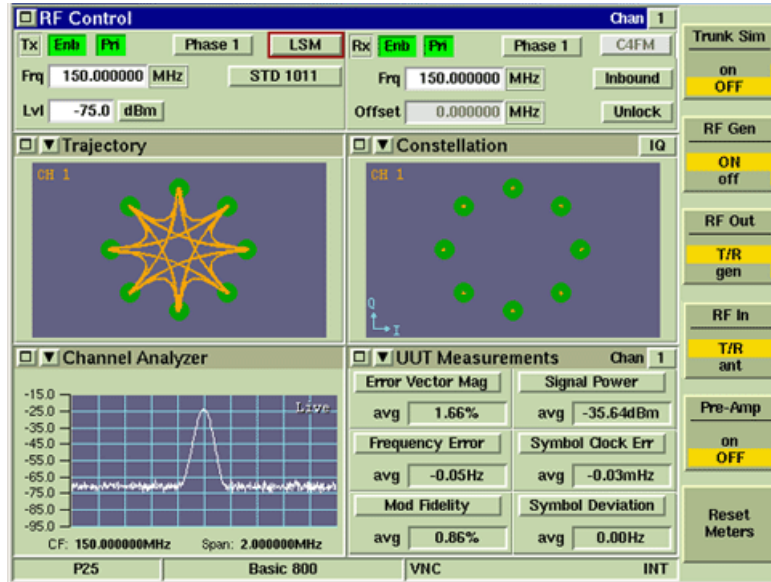 RF Control Chan 1
Tx Enb Pri Phase 1 LSM Rx Enb Pri Phase 1 C4FM
Frq 150.000000 MHz STD 1011 Frq 150.000000 MHz Inbound
Lvl -75.0 dBm Offset 0.000000 MHz Unlock
Trajectory
CH 1
Constellation IQ
CH 1
Q
I
Channel Analyzer
Live
-15.0
-25.0
-35.0
-45.0
-55.0
-65.0
-75.0
-85.0
-95.0
CF: 150.000000MHz Span: 2.000000MHz
UUT Measurements Chan 1
Error Vector Mag Signal Power
avg 1.66% avg -35.64dBm
Frequency Error Symbol Clock Err
avg -0.05Hz avg -0.03mHz
Mod Fidelity Symbol Deviation
avg 0.86% avg 0.00Hz
P25 Basic 800 VNC INT
Trunk Sim
on
OFF
RF Gen
ON
off
RF Out
T/R
gen
RF In
T/R
ant
Pre-Amp
on
OFF
Reset
Meters